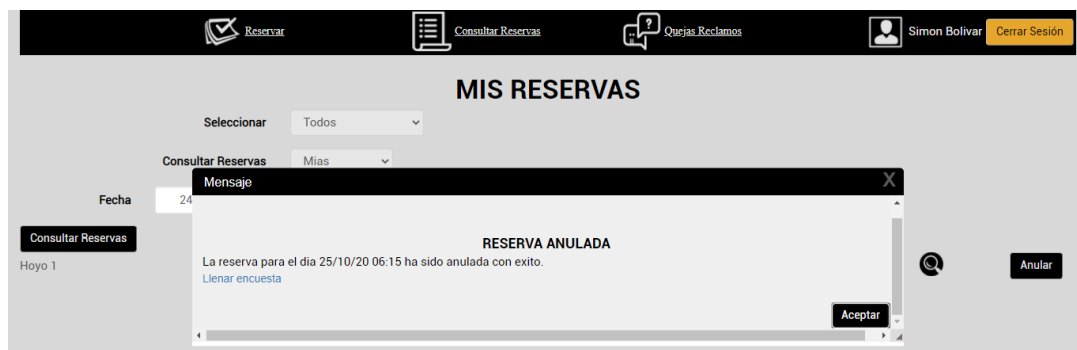 Reservar
Consultar Reservas
Quejas Reclamos
Simon Bolivar
Cerrar Sesión
MIS RESERVAS
Seleccionar Todos
Consultar Reservas Mias
Mensaje X
Fecha 24
Consultar Reservas
RESERVA ANULADA
La reserva para el dia 25/10/20 06:15 ha sido anulada con exito.
Hoyo 1
Anular
Llenar encuesta
Aceptar